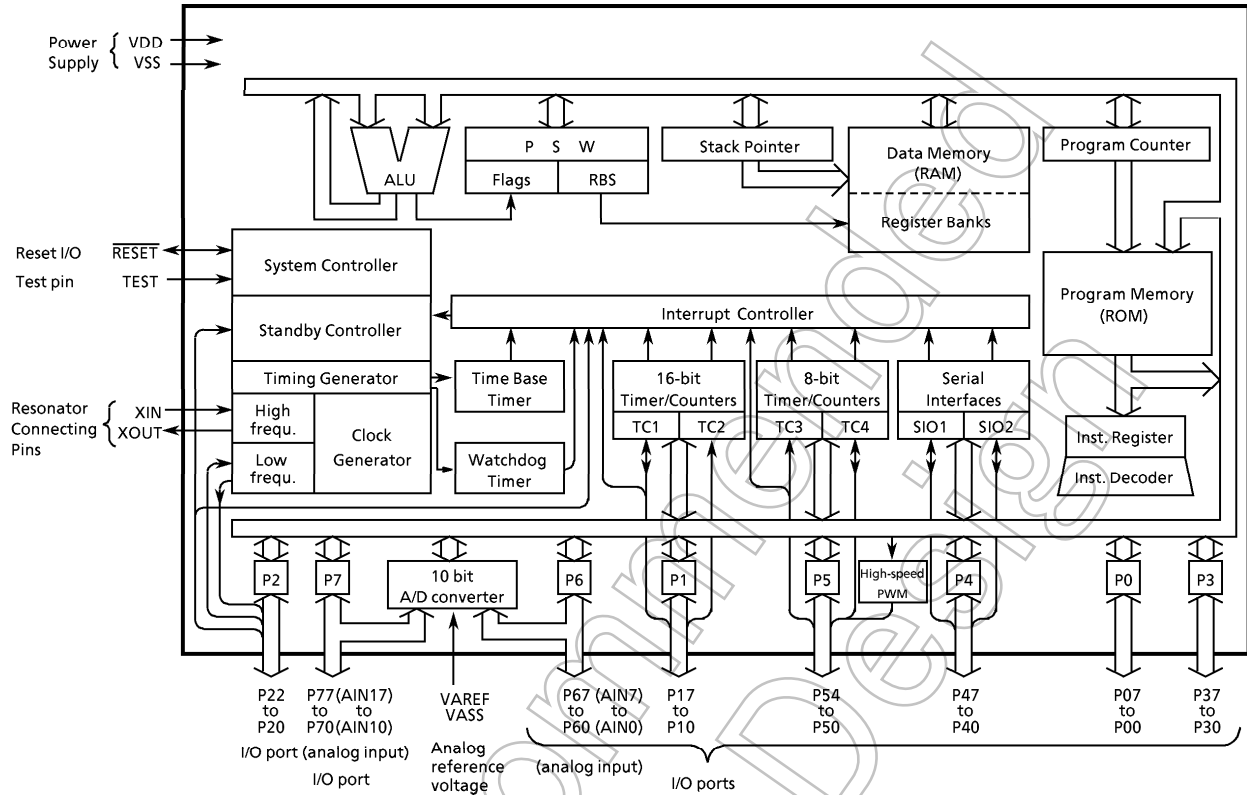 Power Supply { VDD
VSS
ALU
P S W
Flags
RBS
Stack Pointer
Data Memory
(RAM)
Register Banks
Program Counter
Reset I/O RESET
Test pin TEST
System Controller
Standby Controller
Timing Generator
High frequ.
Low frequ.
Clock Generator
Resonator Connecting Pins { XIN
XOUT
Interrupt Controller
Time Base Timer
Watchdog Timer
16-bit Timer/Counters
TC1 TC2
8-bit Timer/Counters
TC3 TC4
Serial Interfaces
SIO1 SIO2
Program Memory
(ROM)
Inst. Register
Inst. Decoder
P2
P7
10 bit
A/D converter
P6
P1
P5
High-speed
PWM
P4
P0
P3
P22 to P20
P77 (AIN17) to to P70 (AIN10)
VAREF
VASS
P67 (AIN7) to to P60 (AIN0)
P17 to P10
P54 to P50
P47 to P40
P07 to P00
P37 to P30
I/O port (analog input)
I/O port
Analog reference voltage
(analog input)
I/O ports
ommended
Design